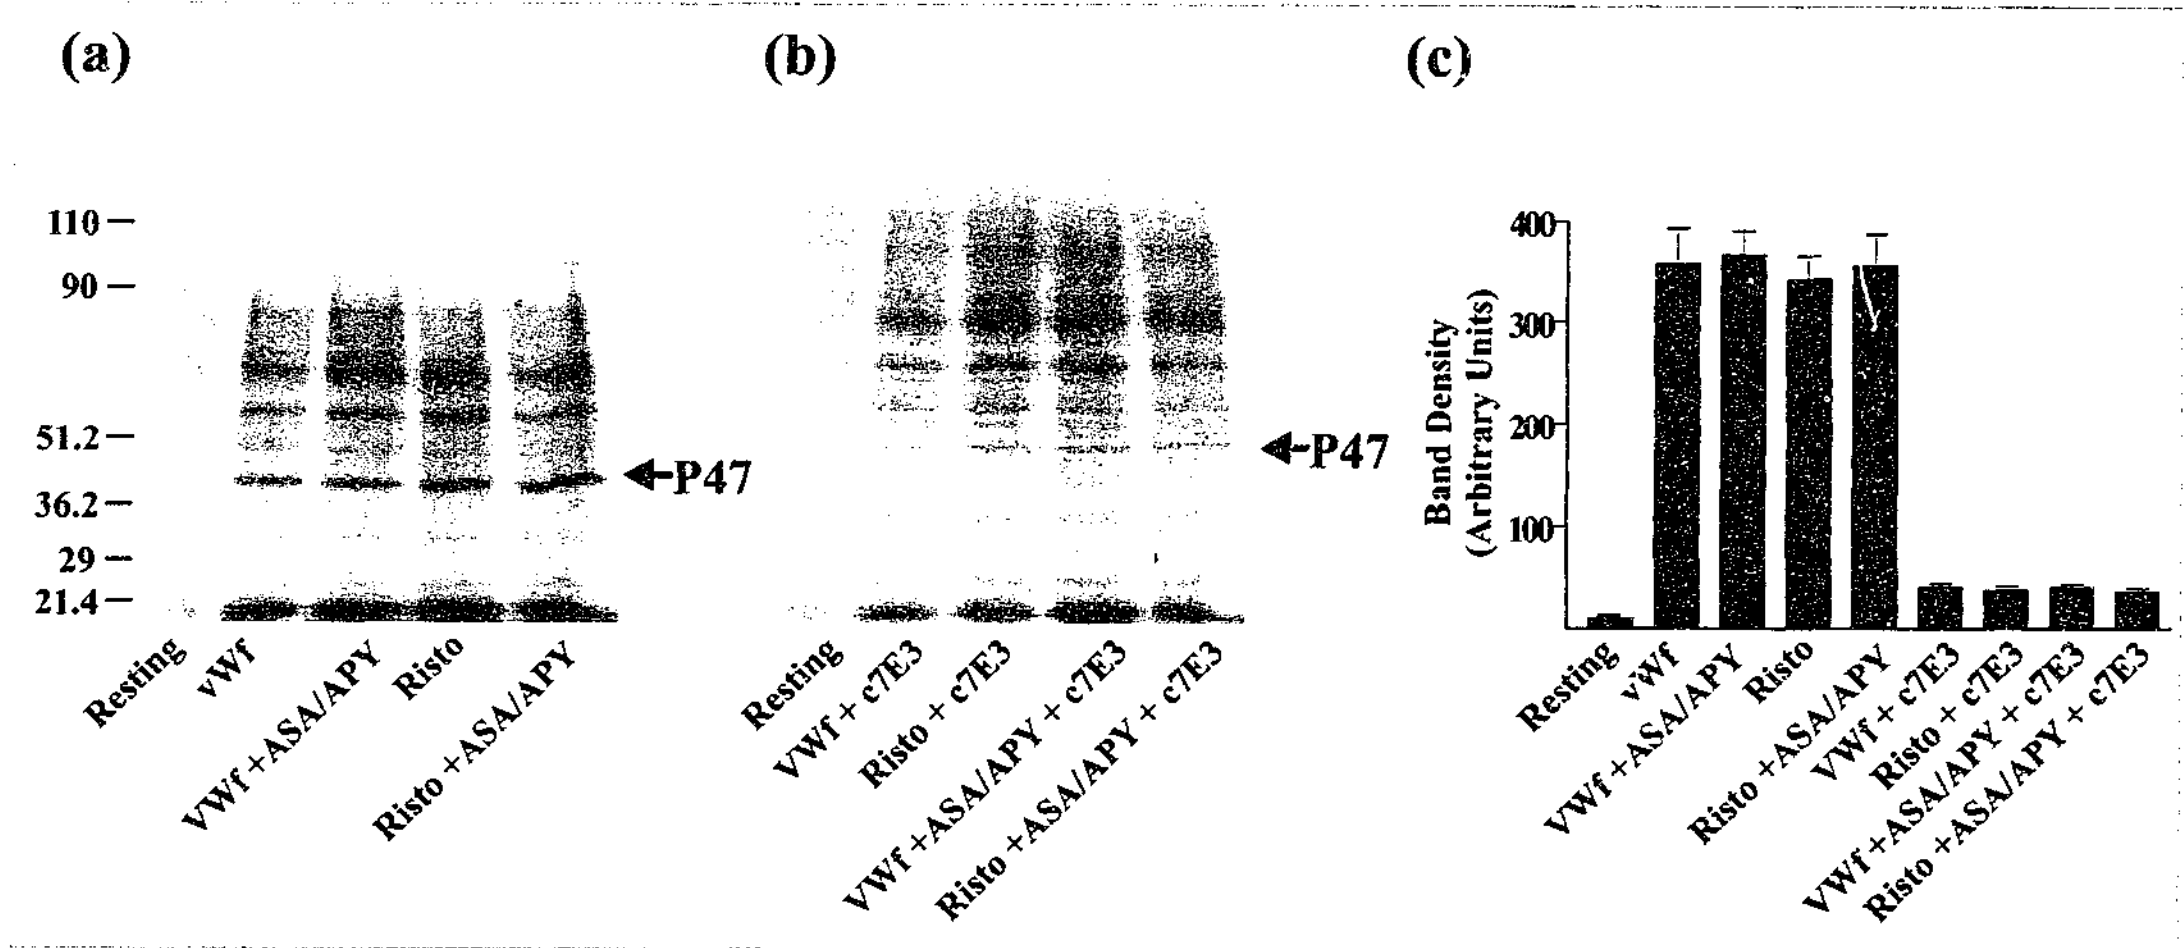 (a)
110
90
51.2
36.2
29
21.4
P47
Resting
vWf
VWf +ASA/APY
Risto
Risto +ASA/APY
(b)
P47
Resting
VWf + c7E3
Risto + c7E3
VWf +ASA/APY + c7E3
Risto +ASA/APY + c7E3
(c)
Band Density
(Arbitrary Units)
400
300
200
100
Resting
vWf
VWf +ASA/APY
Risto
Risto +ASA/APY
VWf + c7E3
Risto + c7E3
VWf +ASA/APY + c7E3
Risto +ASA/APY + c7E3